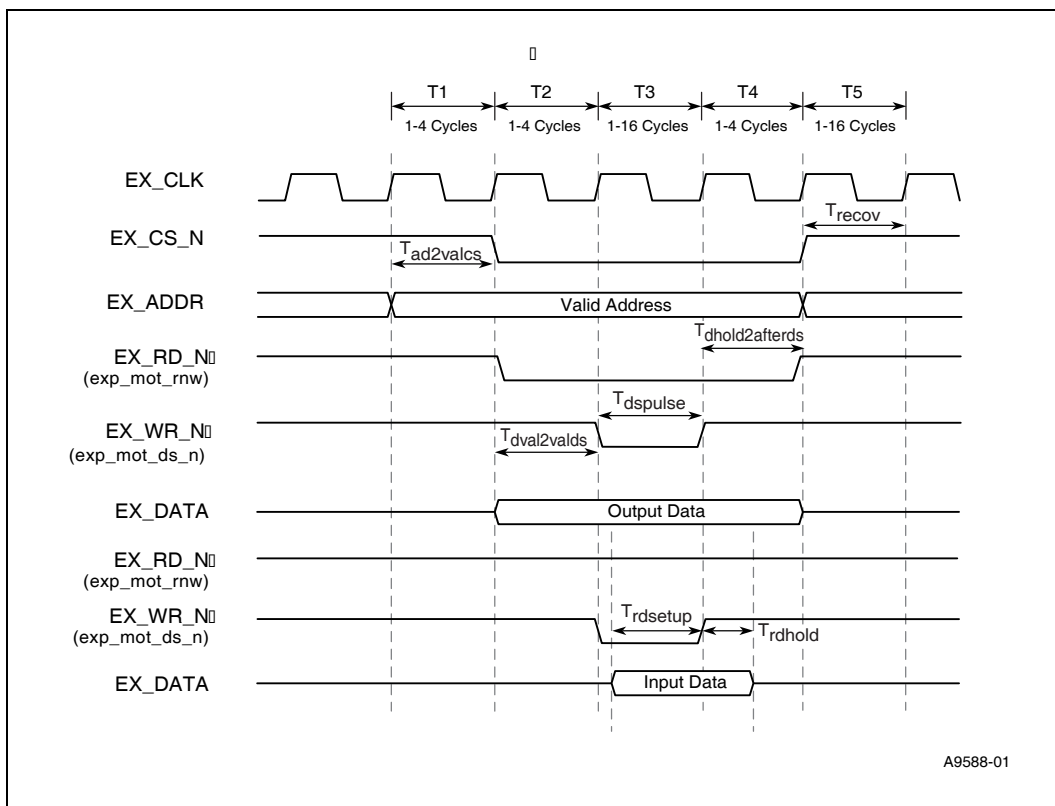 T1 T2 T3 T4 T5
1-4 Cycles 1-4 Cycles 1-16 Cycles 1-4 Cycles 1-16 Cycles
EX_CLK
Trecov
EX_CS_N
Tad2valcs
EX_ADDR
Valid Address
Tdhold2afterds
EX_RD_N
(exp_mot_rnw)
Tdspulse
EX_WR_N
Tdval2valds
(exp_mot_ds_n)
EX_DATA
Output Data
EX_RD_N
(exp_mot_rnw)
EX_WR_N
Trdsetup
Trdhold
(exp_mot_ds_n)
EX_DATA
Input Data
A9588-01